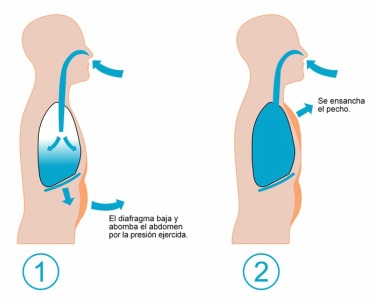 Se ensancha
el pecho.
El diafragma baja y
abomba el abdomen
por la presión ejercida.
1
2